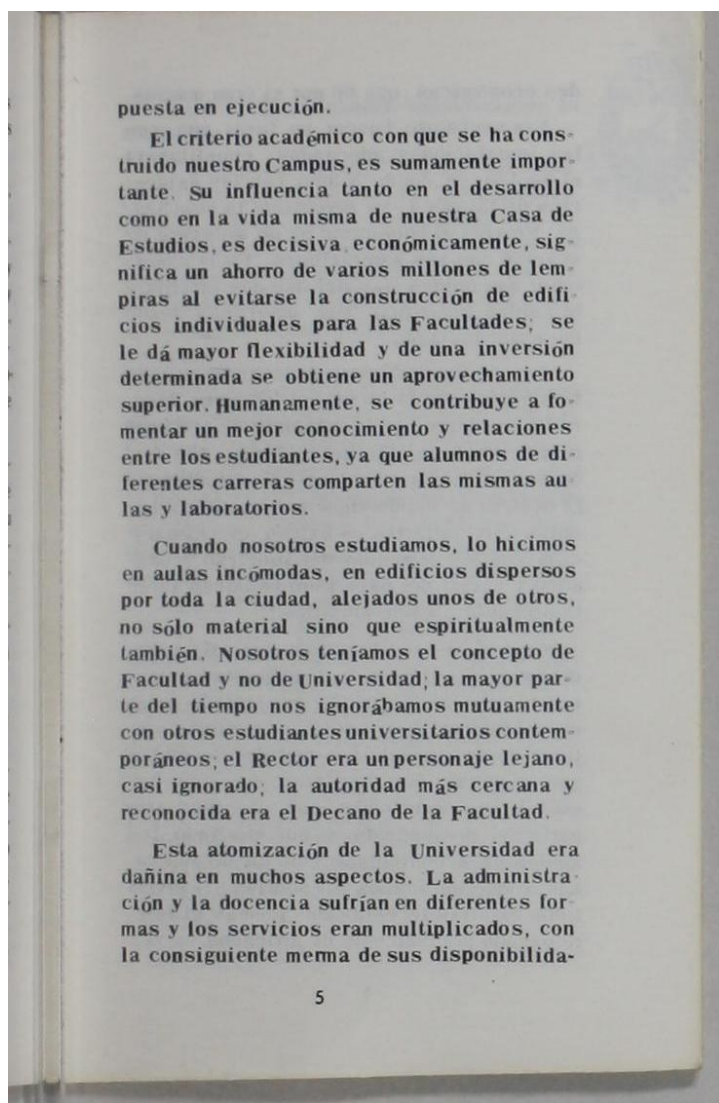 puesta en ejecución.
El criterio académico con que se ha cons-
truido nuestro Campus, es sumamente impor-
tante. Su influencia tanto en el desarrollo
como en la vida misma de nuestra Casa de
Estudios, es decisiva. económicamente, sig-
nifica un ahorro de varios millones de lem-
piras al evitarse la construcción de edifi-
cios individuales para las Facultades; se
le dá mayor flexibilidad y de una inversión
determinada se obtiene un aprovechamiento
superior. Humanamente, se contribuye a fo-
mentar un mejor conocimiento y relaciones
entre los estudiantes, ya que alumnos de di-
ferentes carreras comparten las mismas au
las y laboratorios.
Cuando nosotros estudiamos, lo hicimos
en aulas incómodas, en edificios dispersos
por toda la ciudad, alejados unos de otros,
no sólo material sino que espiritualmente
también. Nosotros teníamos el concepto de
Facultad y no de Universidad; la mayor par-
te del tiempo nos ignorábamos mutuamente
con otros estudiantes universitarios contem-
poráneos; el Rector era un personaje lejano,
casi ignorado; la autoridad más cercana y
reconocida era el Decano de la Facultad.
Esta atomización de la Universidad era
dañina en muchos aspectos. La administra-
ción y la docencia sufrían en diferentes for
mas y los servicios eran multiplicados, con
la consiguiente merma de sus disponibilida-
5